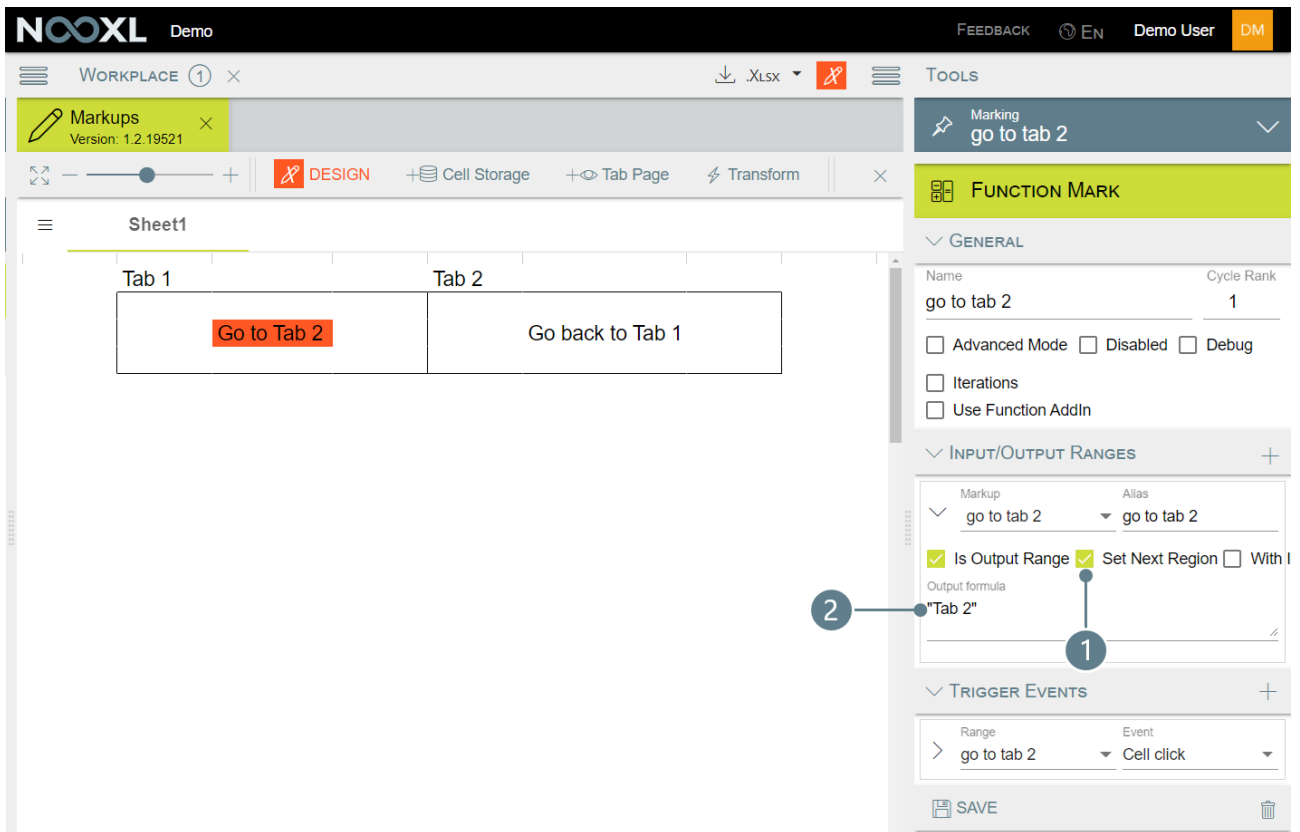 NOOXL Demo FEEDBACK EN Demo User DM
WORKPLACE 1 .XLSX X TOOLS
Markups
Version: 1.2.19521
Marking
go to tab 2
X DESIGN Cell Storage Tab Page Transform
FUNCTION MARK
Sheet1
GENERAL
Tab 1 Tab 2
Name Cycle Rank
go to tab 2 1
Go to Tab 2 Go back to Tab 1
Advanced Mode Disabled Debug
Iterations
Use Function AddIn
INPUT/OUTPUT RANGES
Markup Alias
go to tab 2 go to tab 2
Is Output Range Set Next Region With
Output formula
"Tab 2"
2
1
TRIGGER EVENTS
Range Event
go to tab 2 Cell click
SAVE